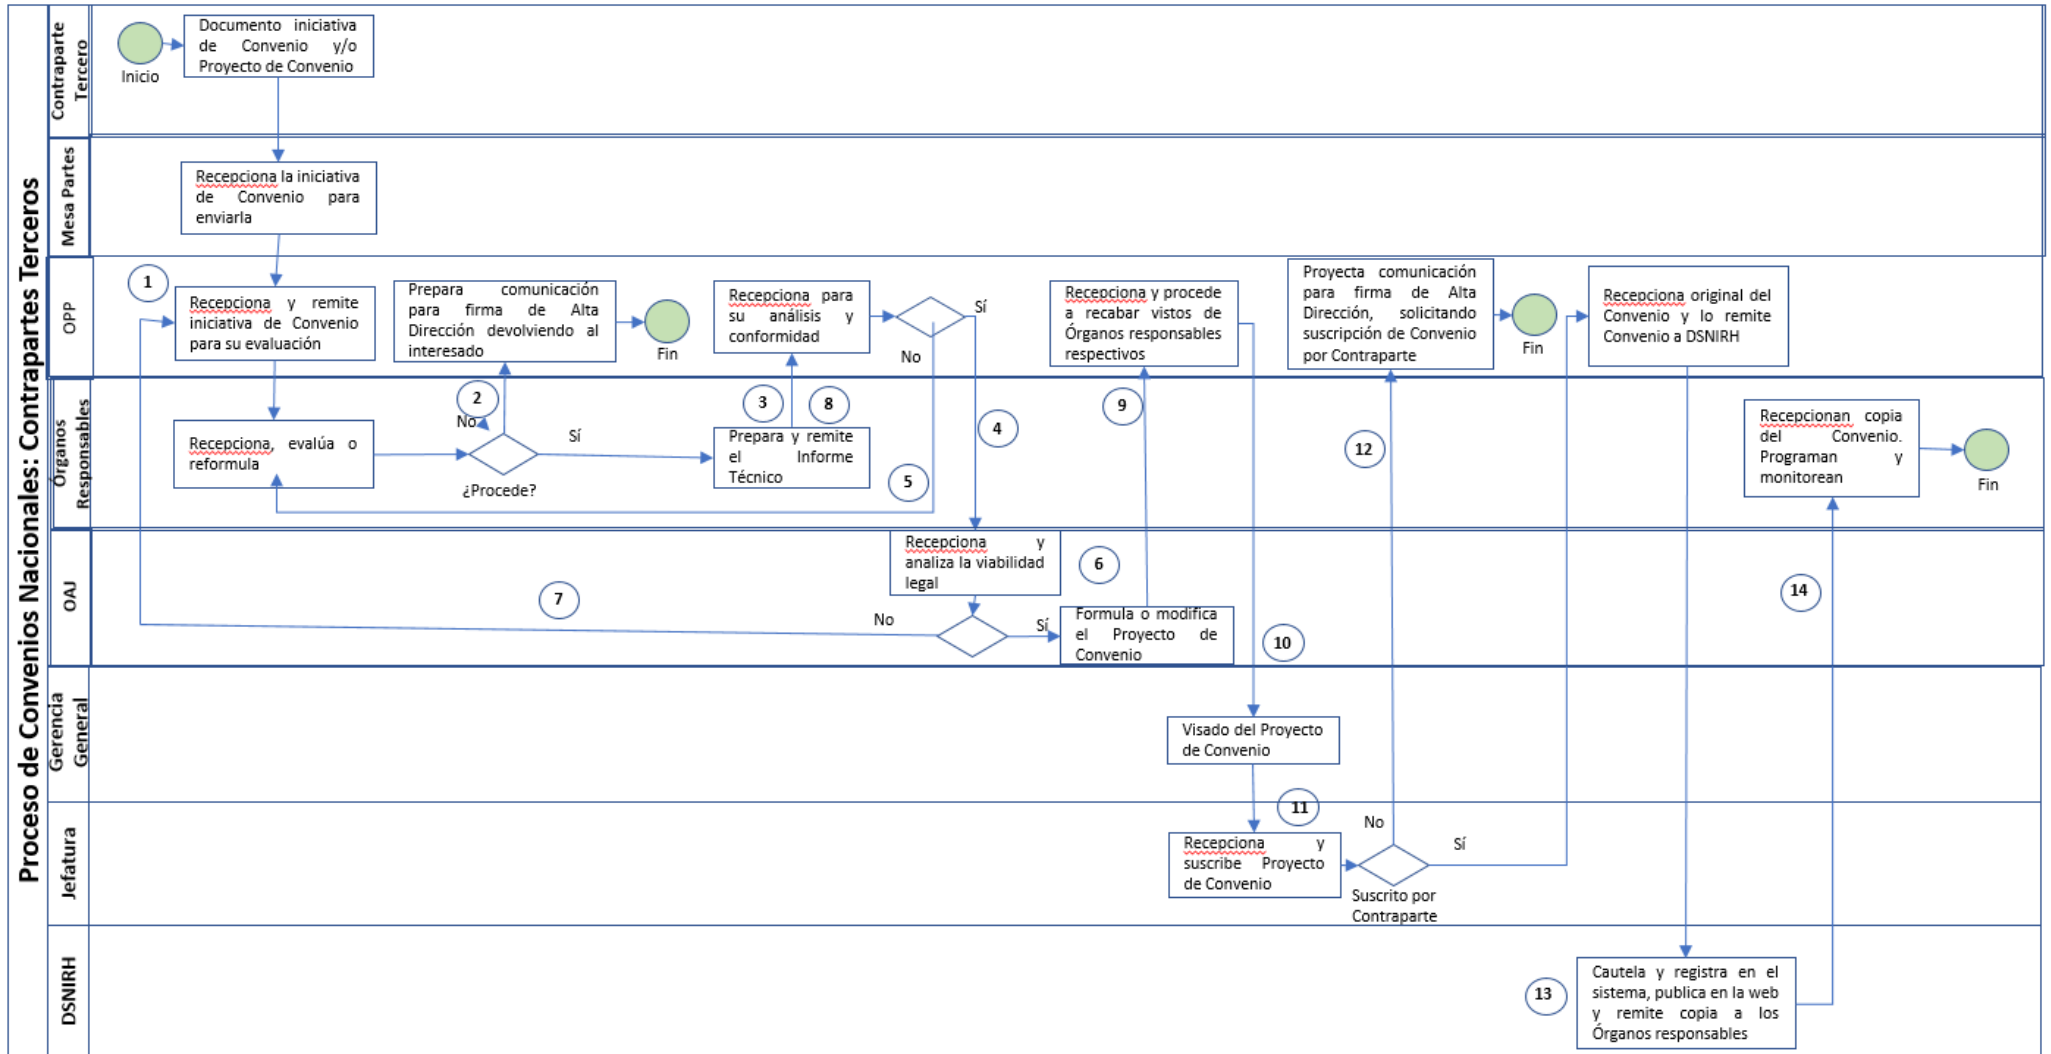 Proceso de Convenios Nacionales: Contrapartes Terceros
Contraparte
Tercero
Inicio
Documento iniciativa
de Convenio y/o
Proyecto de Convenio
Mesa Partes
Recepciona la iniciativa
de Convenio para
enviarla
OPP
1
Recepciona y remite
iniciativa de Convenio
para su evaluación
Prepara comunicación
para firma de Alta
Dirección devolviendo al
interesado
Fin
Recepciona para
su análisis y
conformidad
Sí
No
Recepciona y procede
a recabar vistos de
Órganos responsables
respectivos
Proyecta comunicación
para firma de Alta
Dirección, solicitando
suscripción de Convenio
por Contraparte
Fin
Recepciona original del
Convenio y lo remite
Convenio a DSNIRH
Órganos
Responsables
Recepciona, evalúa o
reformula
2
No
¿Procede?
Sí
3
8
Prepara y remite
el Informe
Técnico
5
4
9
12
Recepcionan copia
del Convenio.
Programan y
monitorean
Fin
OAJ
7
Recepciona y
analiza la viabilidad
legal
6
No
Sí
Formula o modifica
el Proyecto de
Convenio
10
14
Gerencia
General
Visado del Proyecto
de Convenio
11
Jefatura
Recepciona y
suscribe Proyecto
de Convenio
No
Sí
Suscrito por
Contraparte
DSNIRH
13
Cautela y registra en el
sistema, publica en la web
y remite copia a los
Órganos responsables